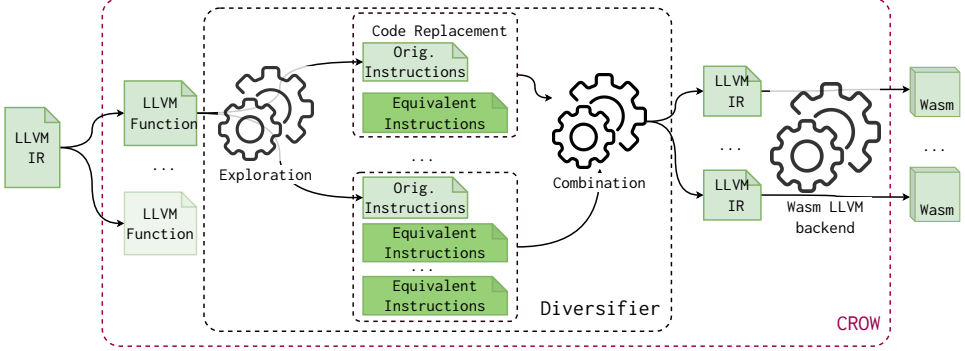 LLVM
IR
LLVM
Function
...
LLVM
Function
Exploration
Code Replacement
Orig.
Instructions
Equivalent
Instructions
...
Orig.
Instructions
Equivalent
Instructions
...
Equivalent
Instructions
Combination
Diversifier
LLVM
IR
...
LLVM
IR
Wasm LLVM
backend
Wasm
...
Wasm
CROW